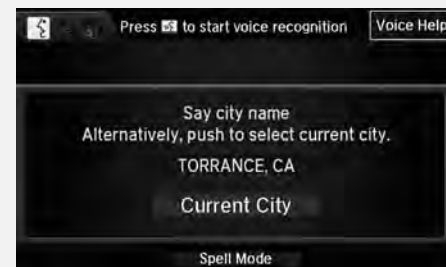 Press to start voice recognition
Voice Help
Say city name
Alternatively, push to select current city.
TORRANCE, CA
Current City
Spell Mode